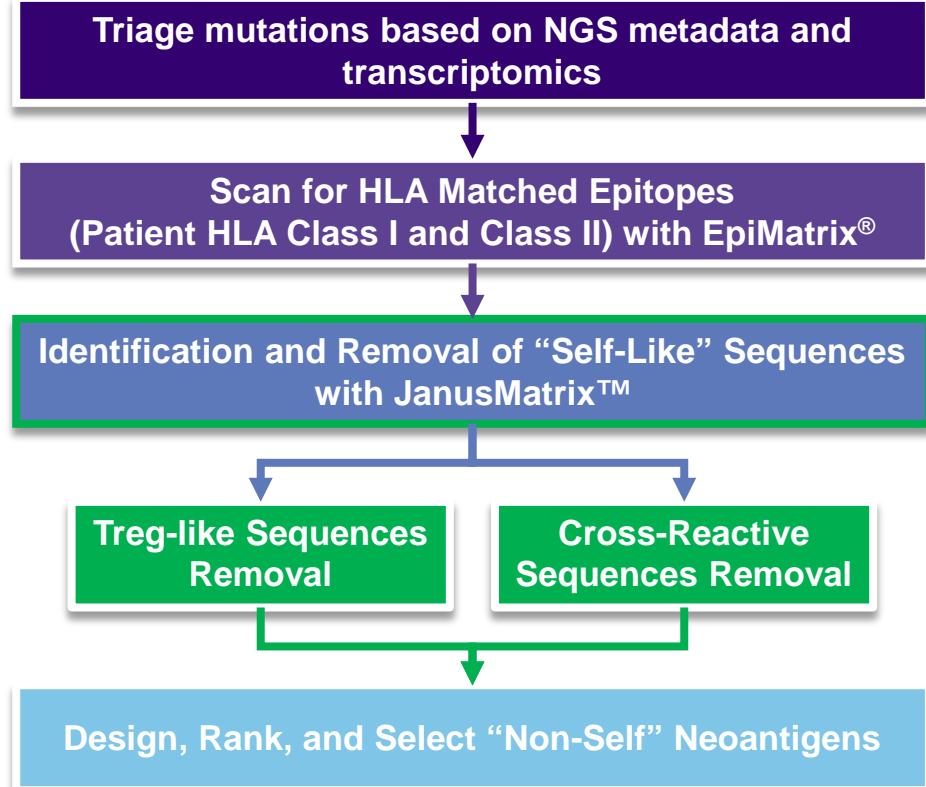 Triage mutations based on NGS metadata and
transcriptomics
Scan for HLA Matched Epitopes
(Patient HLA Class I and Class II) with EpiMatrix®
Identification and Removal of “Self-Like” Sequences
with JanusMatrix™
Treg-like Sequences
Removal
Cross-Reactive
Sequences Removal
Design, Rank, and Select “Non-Self” Neoantigens